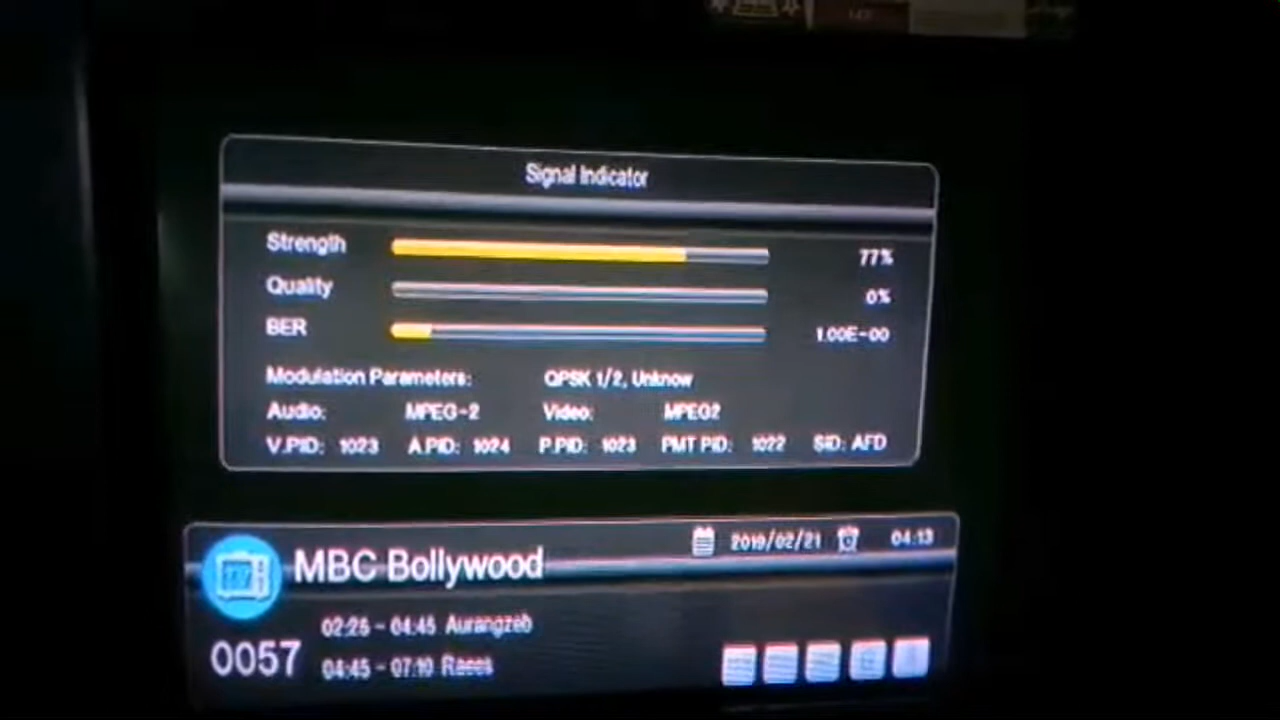 Signal Indicator
Strength 77%
Quality 0%
BER 1.00E-00
Modulation Parameters: QPSK 1/2, Unknow
Audio: MPEG-2 Video: MPEG2
V.PID: 1023 A.PID: 1024 P.PID: 1023 PMT PID: 1022 SID: AFD
2019/02/21 04:13
MBC Bollywood
02:25 - 04:45 Aurangzeb
0057 04:45 - 07:10 Races